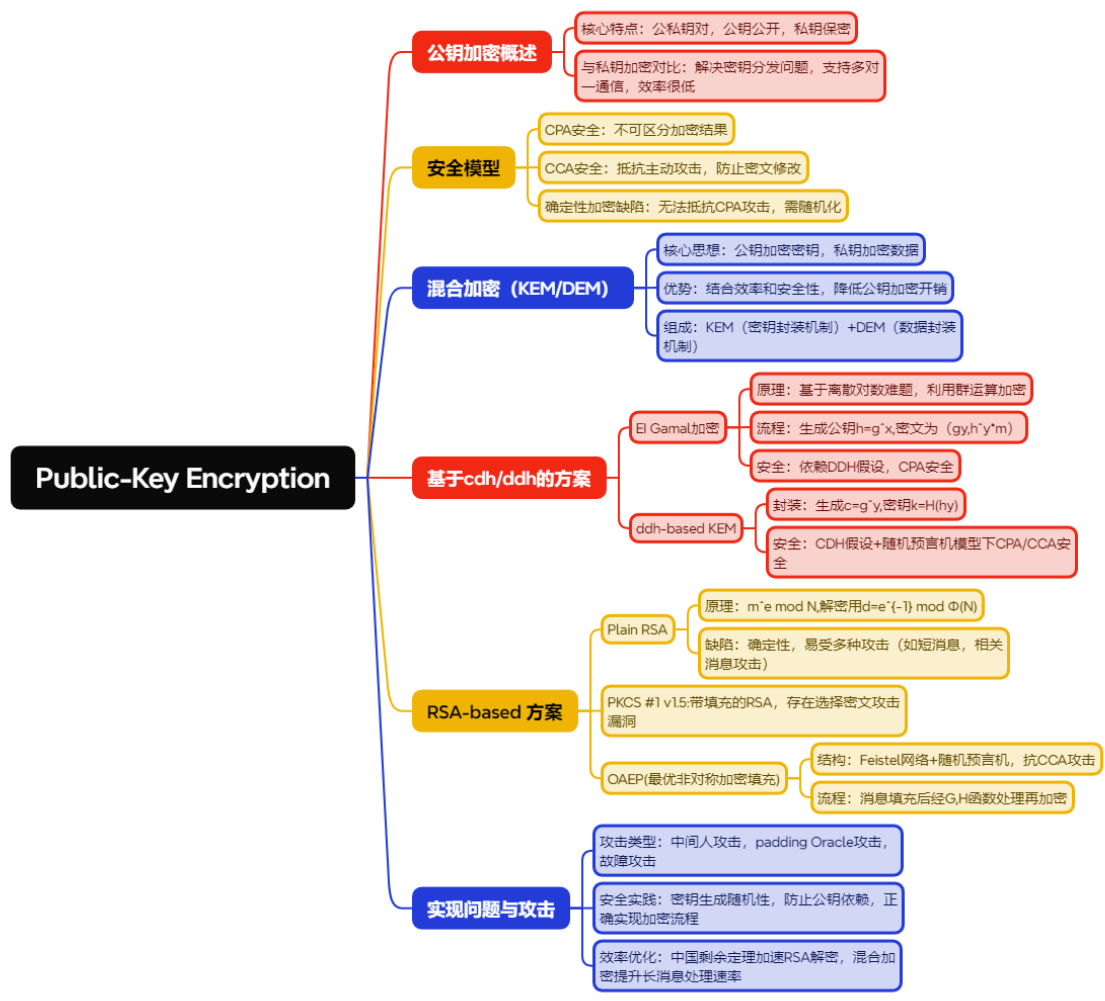 Public-Key Encryption
公钥加密概述
核心特点：公私钥对，公钥公开，私钥保密
与私钥加密对比：解决密钥分发问题，支持多对
一通信，效率很低
安全模型
CPA安全：不可区分加密结果
CCA安全：抵抗主动攻击，防止密文修改
确定性加密缺陷：无法抵抗CPA攻击，需随机化
混合加密（KEM/DEM）
核心思想：公钥加密密钥，私钥加密数据
优势：结合效率和安全性，降低公钥加密开销
组成：KEM（密钥封装机制）+DEM（数据封装
机制）
基于cdh/ddh的方案
EI Gamal加密
原理：基于离散对数难题，利用群运算加密
流程：生成公钥h=g^x,密文为（gy,h^y*m）
安全：依赖DDH假设，CPA安全
ddh-based KEM
封装：生成c=g^y,密钥k=H(hy)
安全：CDH假设+随机预言机模型下CPA/CCA安
全
RSA-based 方案
Plain RSA
原理：m^e mod N,解密用d=e^{-1} mod Φ(N)
缺陷：确定性，易受多种攻击（如短消息，相关
消息攻击）
PKCS #1 v1.5:带填充的RSA，存在选择密文攻击
漏洞
OAEP(最优非对称加密填充)
结构：Feistel网络+随机预言机，抗CCA攻击
流程：消息填充后经G,H函数处理再加密
实现问题与攻击
攻击类型：中间人攻击，padding Oracle攻击，
故障攻击
安全实践：密钥生成随机性，防止公钥依赖，正
确实现加密流程
效率优化：中国剩余定理加速RSA解密，混合加
密提升长消息处理速率